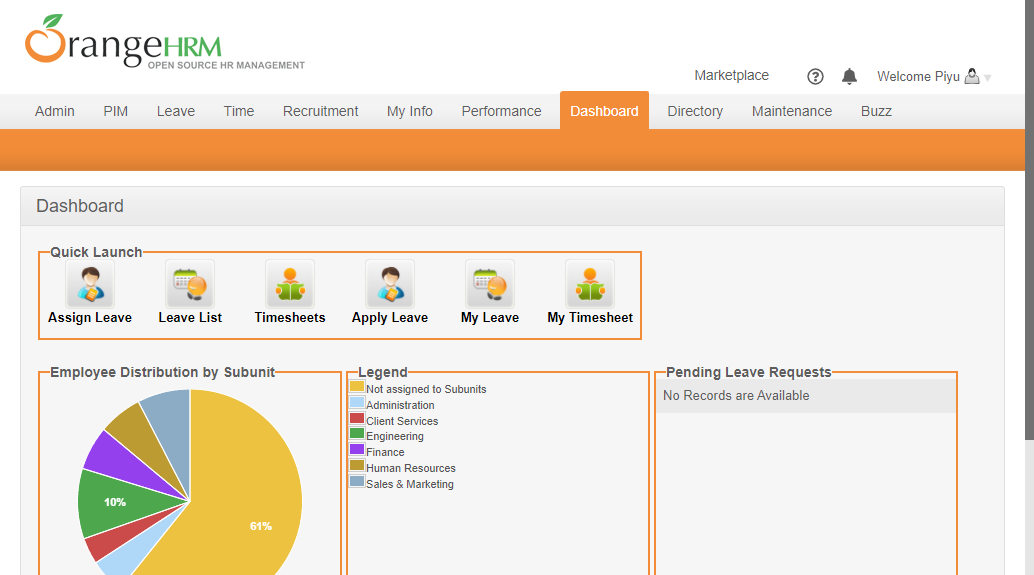 OrangeHRM
OPEN SOURCE HR MANAGEMENT
Marketplace ? Welcome Piyu
Admin PIM Leave Time Recruitment My Info Performance Dashboard Directory Maintenance Buzz
Dashboard
Quick Launch
Assign Leave Leave List Timesheets Apply Leave My Leave My Timesheet
Employee Distribution by Subunit
10%
61%
Legend
Not assigned to Subunits
Administration
Client Services
Engineering
Finance
Human Resources
Sales & Marketing
Pending Leave Requests
No Records are Available